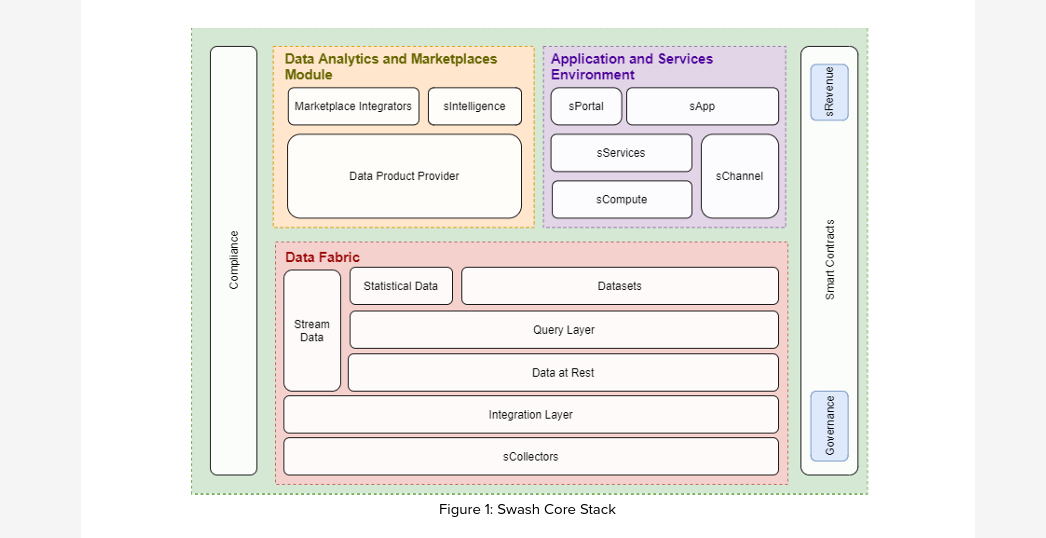 Compliance
Data Analytics and Marketplaces
Module
Marketplace Integrators
sIntelligence
Data Product Provider
Application and Services
Environment
sPortal
sApp
sServices
sChannel
sCompute
Data Fabric
Stream
Data
Statistical Data
Datasets
Query Layer
Data at Rest
Integration Layer
sCollectors
sRevenue
Smart Contracts
Governance
Figure 1: Swash Core Stack